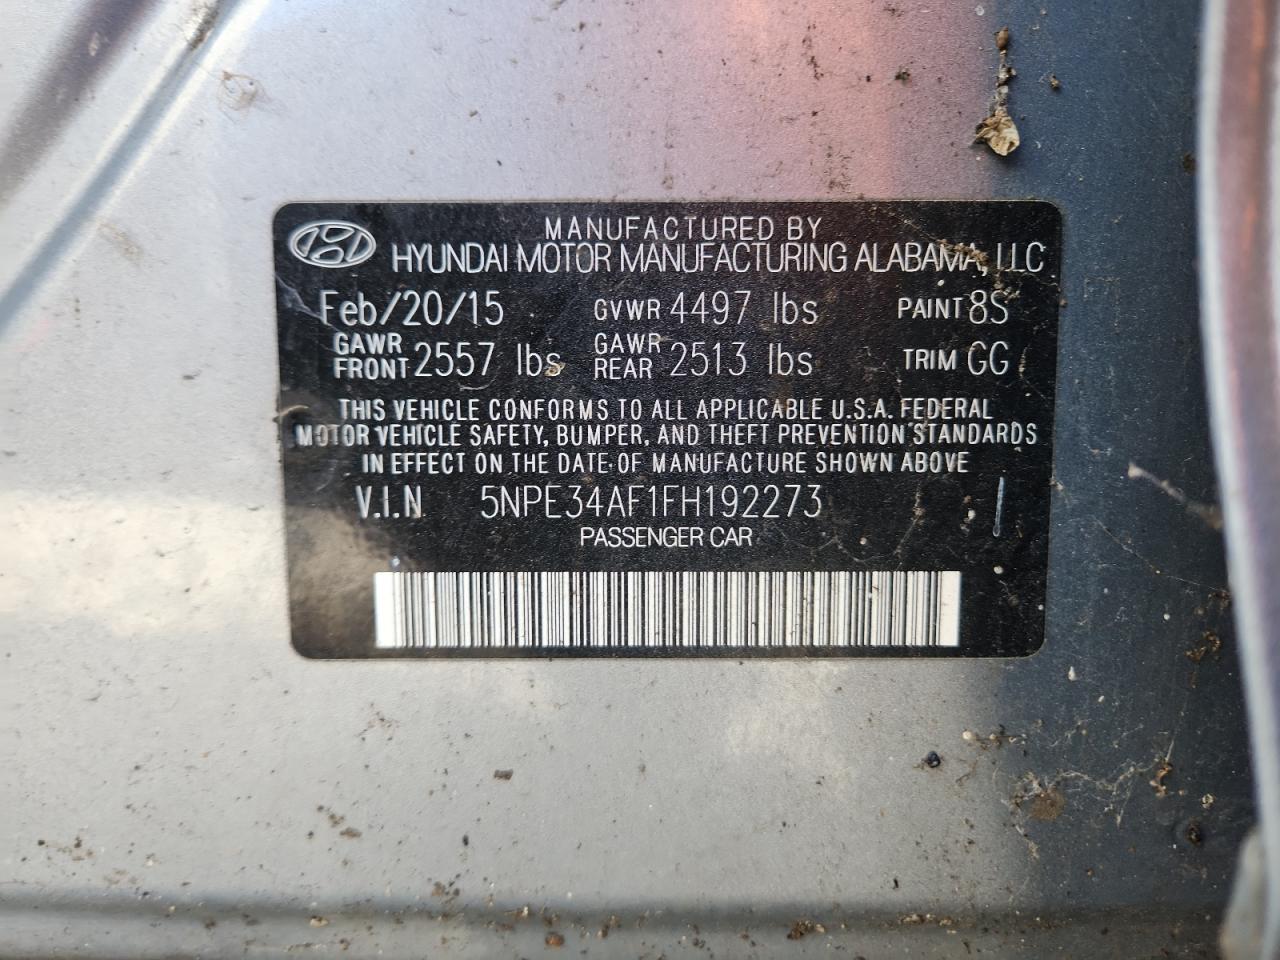 MANUFACTURED BY
HYUNDAI MOTOR MANUFACTURING ALABAMA, LLC
Feb/20/15 GVWR 4497 lbs PAINT 8S
GAWR FRONT 2557 lbs GAWR REAR 2513 lbs TRIM GG
THIS VEHICLE CONFORMS TO ALL APPLICABLE U.S.A. FEDERAL
MOTOR VEHICLE SAFETY, BUMPER, AND THEFT PREVENTION STANDARDS
IN EFFECT ON THE DATE OF MANUFACTURE SHOWN ABOVE
V.I.N 5NPE34AF1FH192273
PASSENGER CAR